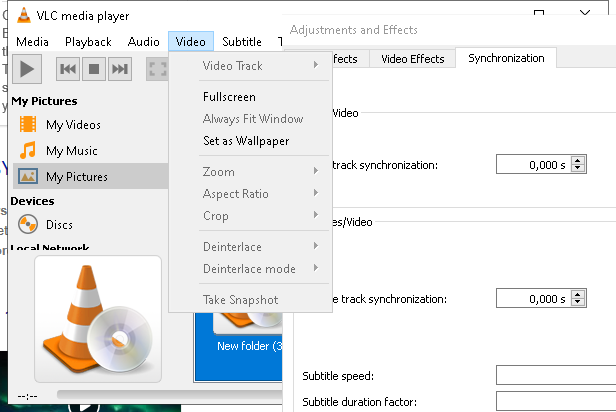 VLC media player
Adjustments and Effects
Media Playback Audio Video Subtitle
Video Effects Synchronization
Video Track
Fullscreen
Always Fit Window
Set as Wallpaper
Zoom
Aspect Ratio
Crop
Deinterlace
Deinterlace mode
Take Snapshot
My Pictures
My Videos
My Music
My Pictures
Devices
Discs
Local Network
New folder (3
--:--
/Video
track synchronization:
0,000 s
es/Video
e track synchronization:
0,000 s
Subtitle speed:
Subtitle duration factor: